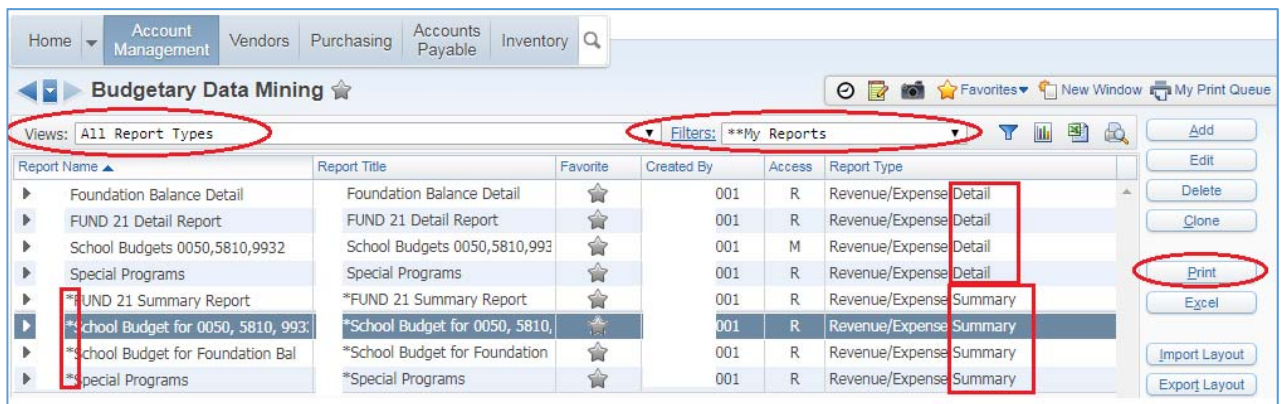 Home Account Management Vendors Purchasing Accounts Payable Inventory
Budgetary Data Mining
Favorites New Window My Print Queue
Views: All Report Types Filters: **My Reports
Add
Report Name Report Title Favorite Created By Access Report Type
Edit
Foundation Balance Detail Foundation Balance Detail 001 R Revenue/Expense Detail
Delete
FUND 21 Detail Report FUND 21 Detail Report 001 R Revenue/Expense Detail
Clone
School Budgets 0050,5810,9932 School Budgets 0050,5810,993 001 M Revenue/Expense Detail
Special Programs Special Programs 001 R Revenue/Expense Detail
Print
*FUND 21 Summary Report *FUND 21 Summary Report 001 R Revenue/Expense Summary
Excel
*School Budget for 0050, 5810, 993: *School Budget for 0050, 5810, 001 R Revenue/Expense Summary
*School Budget for Foundation Bal *School Budget for Foundation 001 R Revenue/Expense Summary
Import Layout
*Special Programs *Special Programs 001 R Revenue/Expense Summary
Export Layout